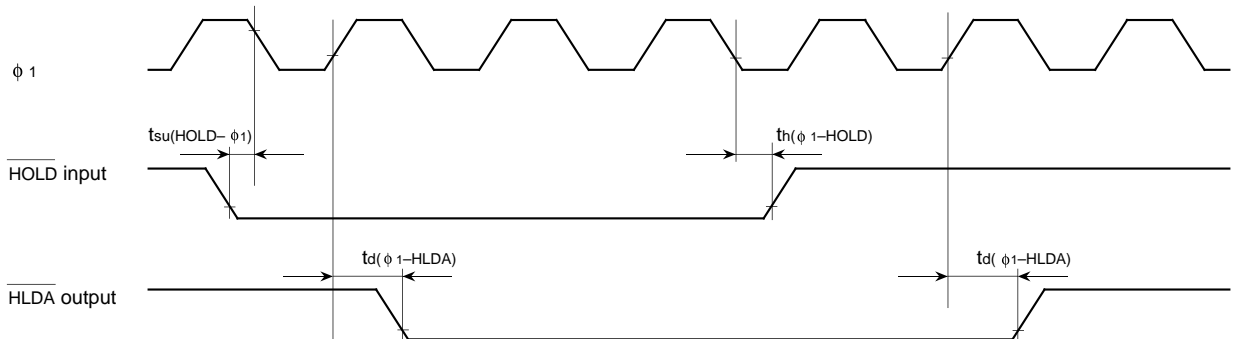 ϕ 1
tsu(HOLD– ϕ1) th(ϕ 1–HOLD)
HOLD input
td(ϕ 1–HLDA) td(ϕ1–HLDA)
HLDA output